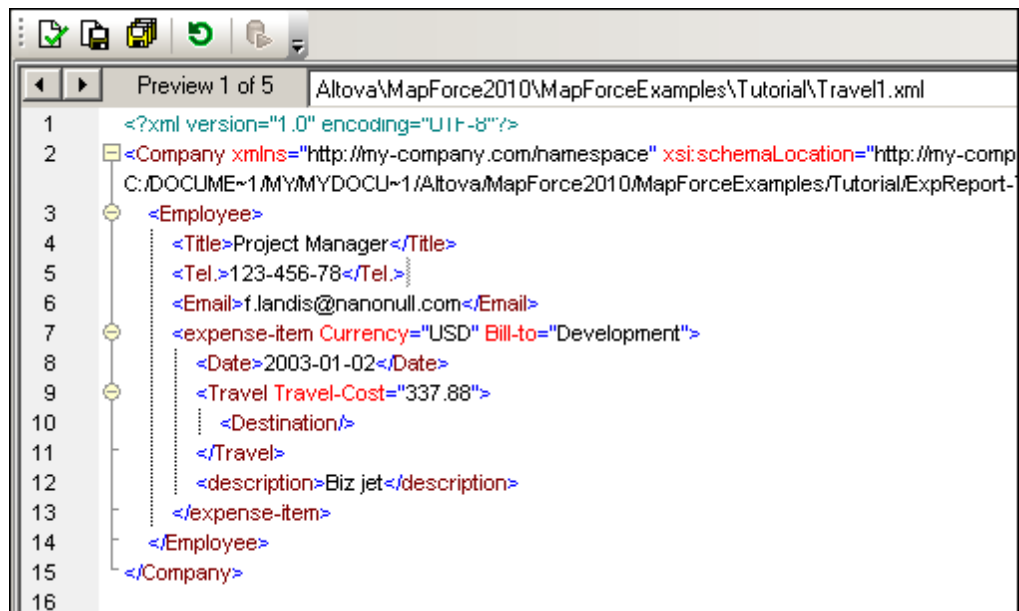 Preview 1 of 5 Altova\MapForce2010\MapForceExamples\Tutorial\Travel1.xml
1 <?xml version="1.0" encoding="UTF-8"?>
2 <Company xmlns="http://my-company.com/namespace" xsi:schemaLocation="http://my-comp
C:/DOCUME~1/MY/MYDOCU~1/Altova/MapForce2010/MapForceExamples/Tutorial/ExpReport-
3 <Employee>
4 <Title>Project Manager</Title>
5 <Tel.>123-456-78</Tel.>
6 <Email>f.landis@nanonull.com</Email>
7 <expense-item Currency="USD" Bill-to="Development">
8 <Date>2003-01-02</Date>
9 <Travel Travel-Cost="337.88">
10 <Destination/>
11 </Travel>
12 <description>Biz jet</description>
13 </expense-item>
14 </Employee>
15 </Company>
16